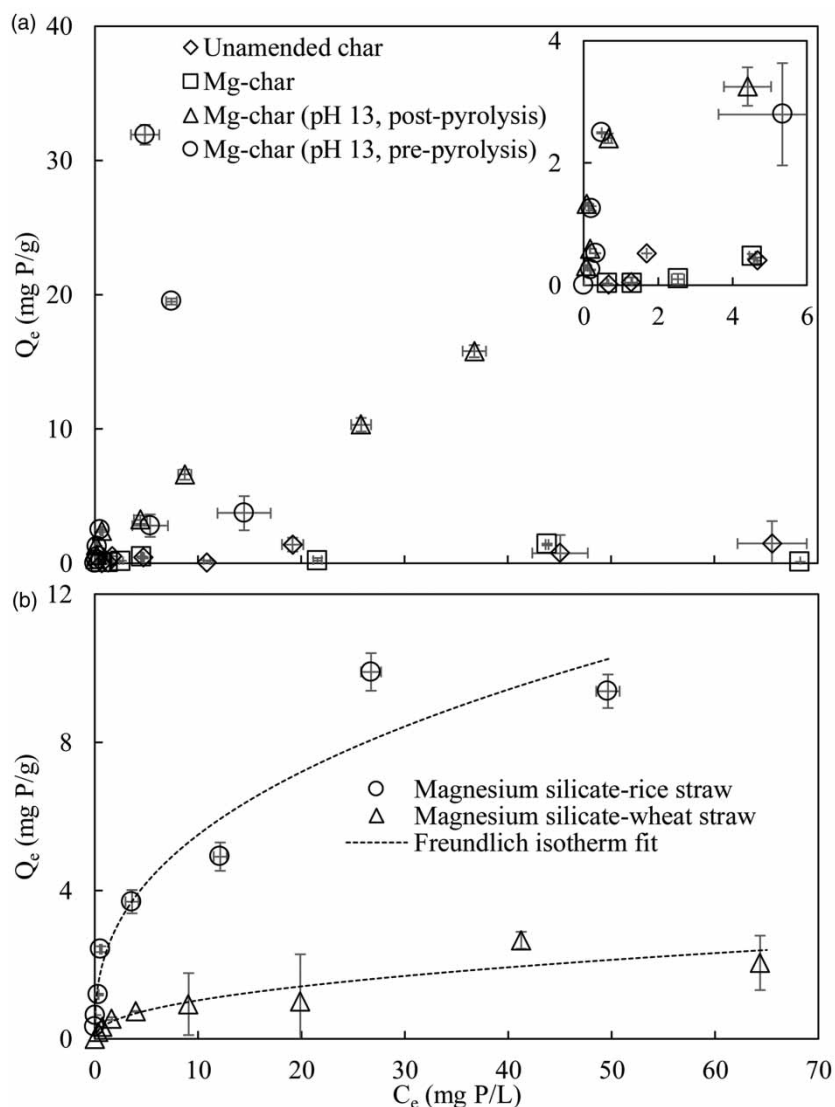 (a)
40
30
20
10
0
Qe (mg P/g)
Unamended char
Mg-char
Mg-char (pH 13, post-pyrolysis)
Mg-char (pH 13, pre-pyrolysis)
4
2
0
0 2 4 6
(b)
12
8
4
0
Qe (mg P/g)
Magnesium silicate-rice straw
Magnesium silicate-wheat straw
Freundlich isotherm fit
0 10 20 30 40 50 60 70
Ce (mg P/L)